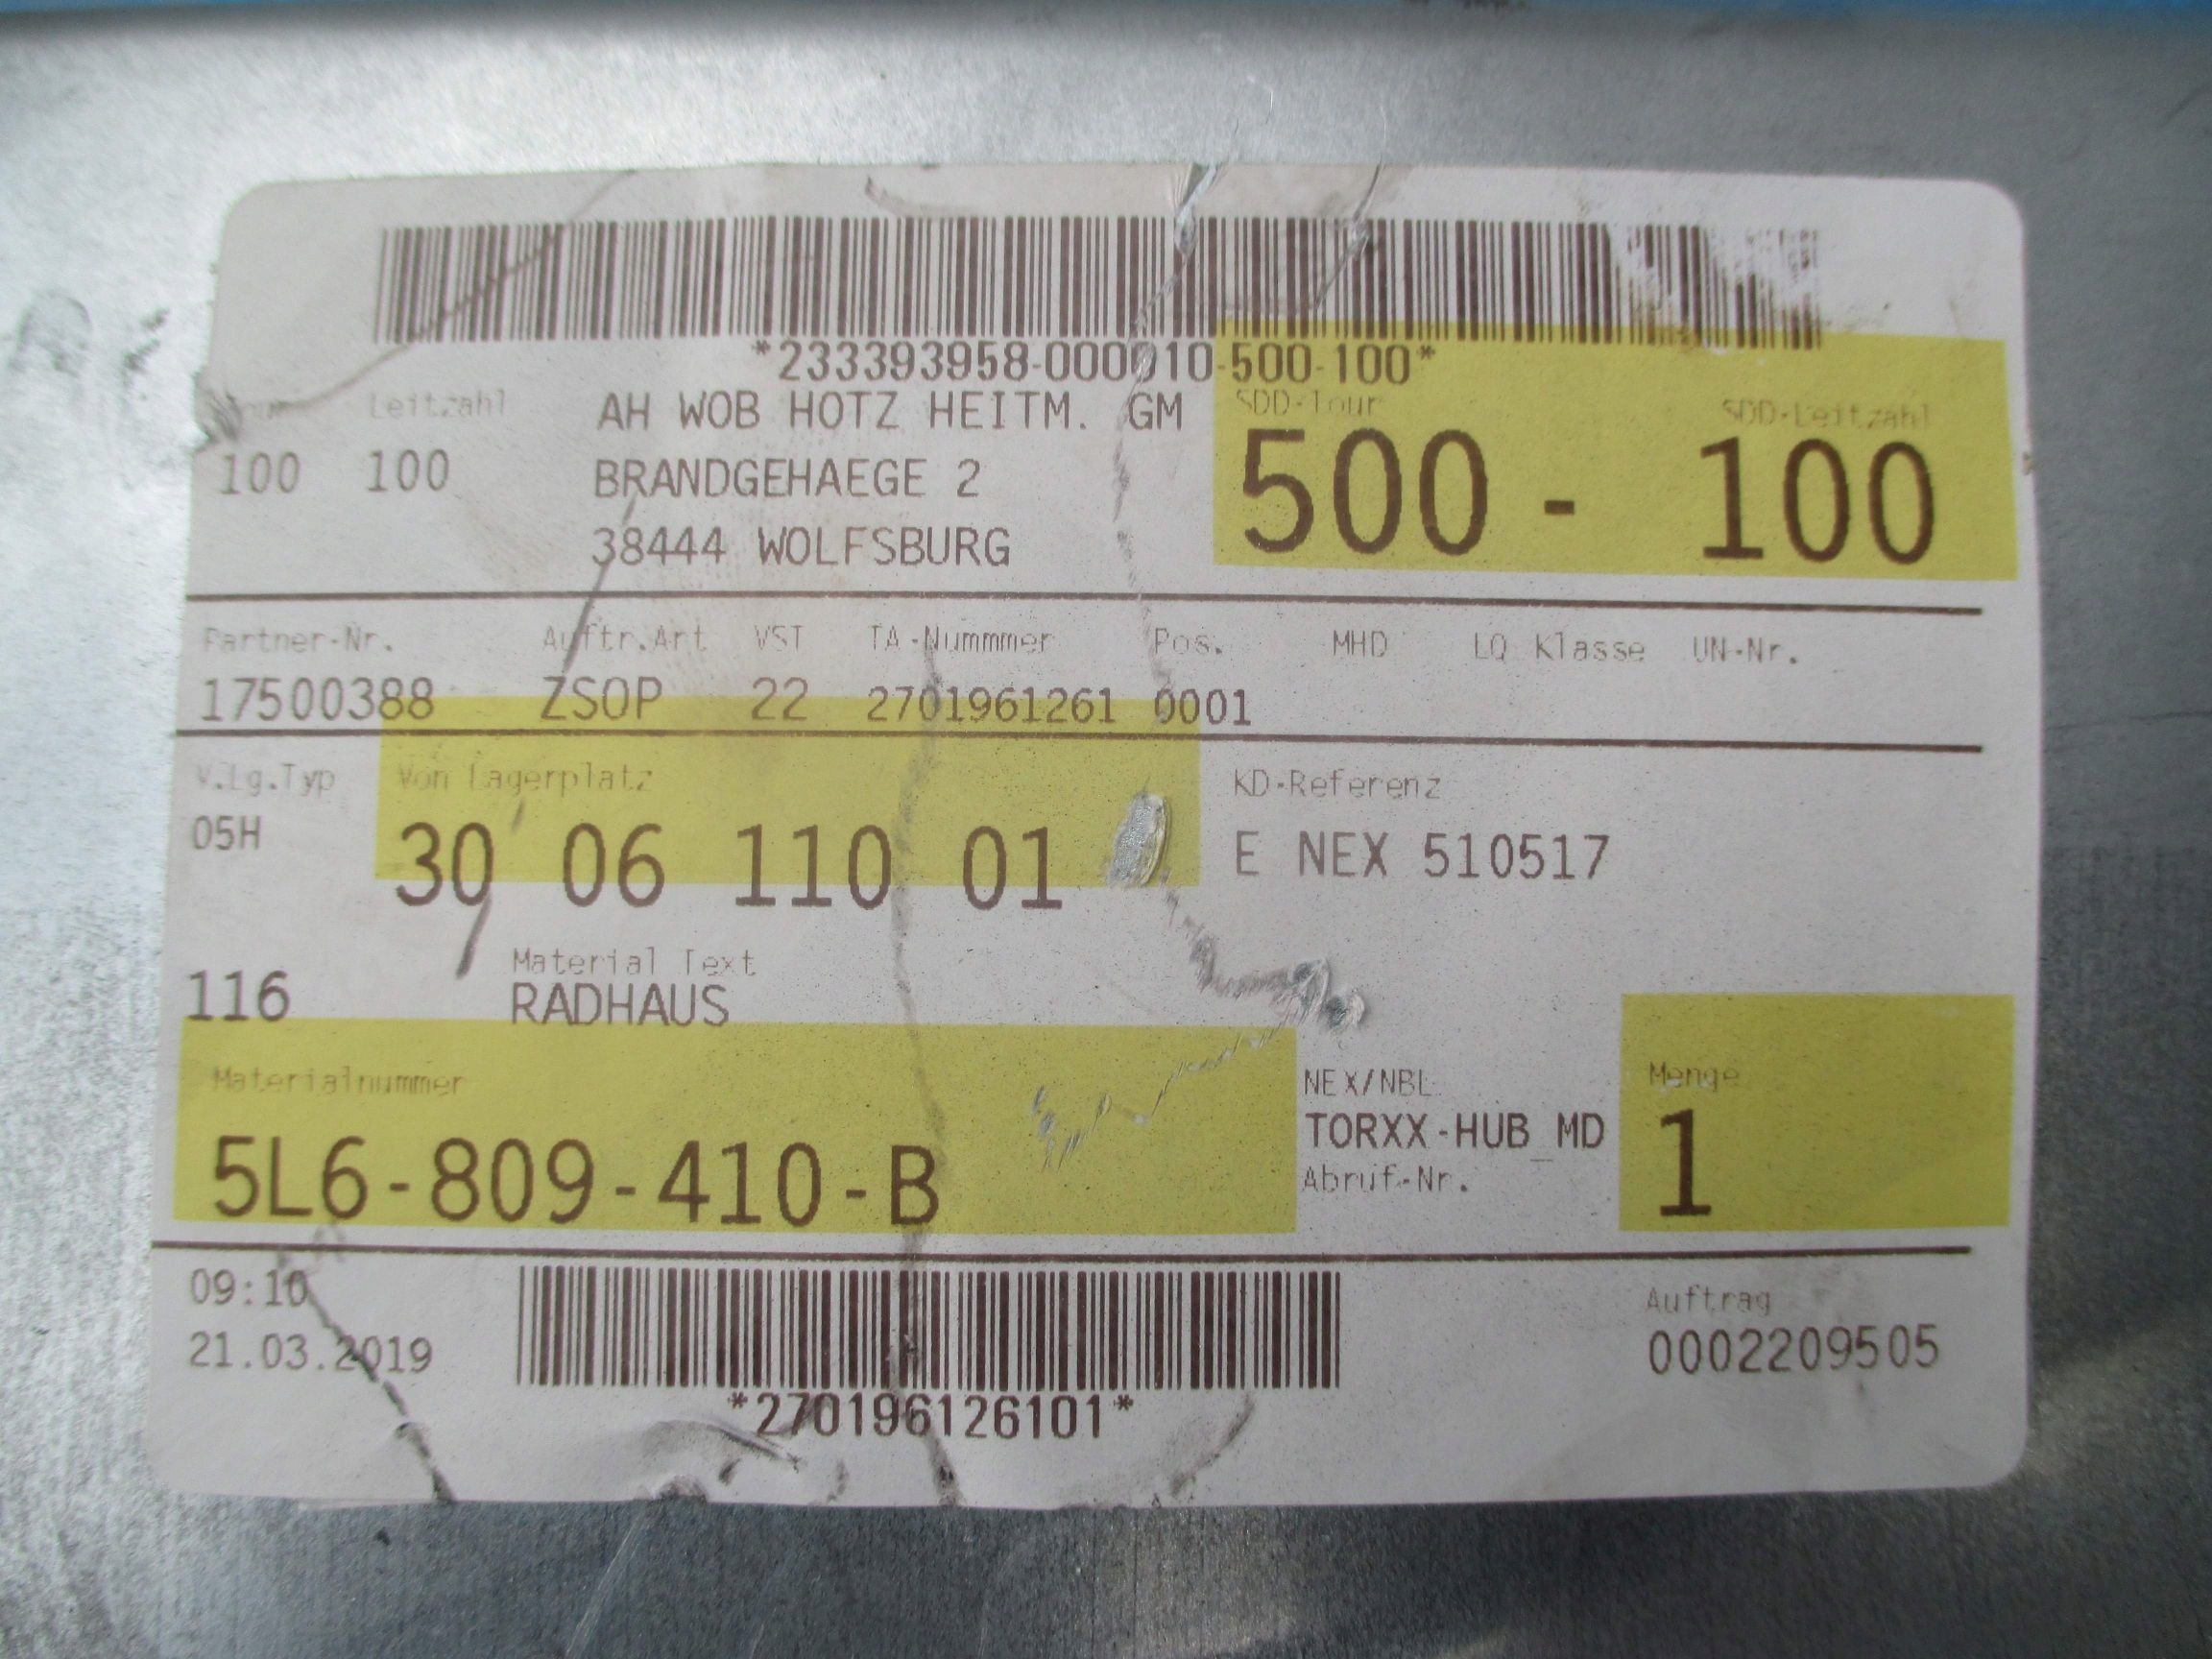 *233393958-000010-500-100*
Leitzahl AH WOB HOTZ HEITM. GM SDD-Tour SDD-Leitzahl
100 100 BRANDGEHAEGE 2 500 - 100
38444 WOLFSBURG
Partner-Nr. Auftr.Art VST TA-Nummmer Pos. MHD LQ Klasse UN-Nr.
17500388 ZSOP 22 2701961261 0001
V.Lg.Typ Von Lagerplatz KD-Referenz
05H 30 06 110 01 E NEX 510517
Material Text
116 RADHAUS
Materialnummer NEX/NBL Menge
5L6-809-410-B TORXX-HUB_MD 1
Abruf-Nr.
09:10 Auftrag
21.03.2019 0002209505
*270196126101*